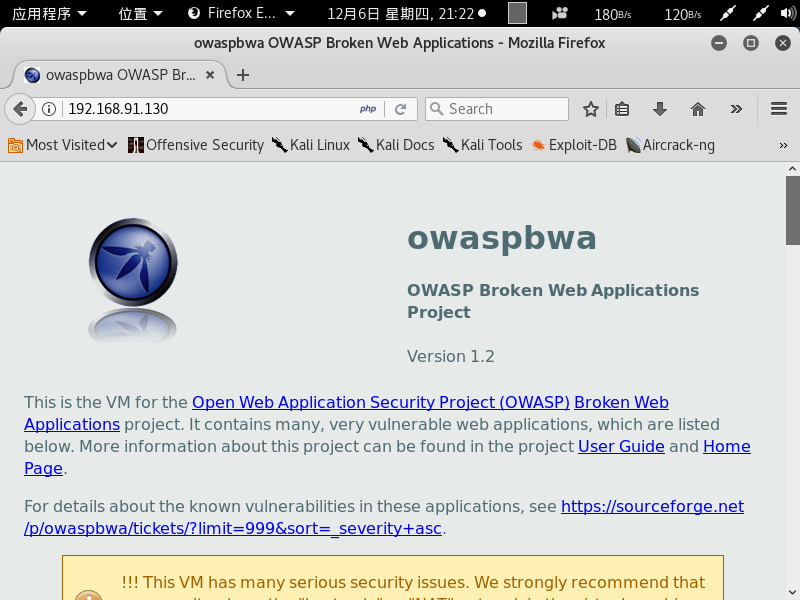 应用程序 位置 Firefox E... 12月6日 星期四, 21:22 180B/s 120B/s
owaspbwa OWASP Broken Web Applications - Mozilla Firefox
owaspbwa OWASP Br...
192.168.91.130 php Search
Most Visited Offensive Security Kali Linux Kali Docs Kali Tools Exploit-DB Aircrack-ng
owaspbwa
OWASP Broken Web Applications
Project
Version 1.2
This is the VM for the Open Web Application Security Project (OWASP) Broken Web
Applications project. It contains many, very vulnerable web applications, which are listed
below. More information about this project can be found in the project User Guide and Home
Page.
For details about the known vulnerabilities in these applications, see https://sourceforge.net
/p/owaspbwa/tickets/?limit=999&sort=_severity+asc.
!!! This VM has many serious security issues. We strongly recommend that